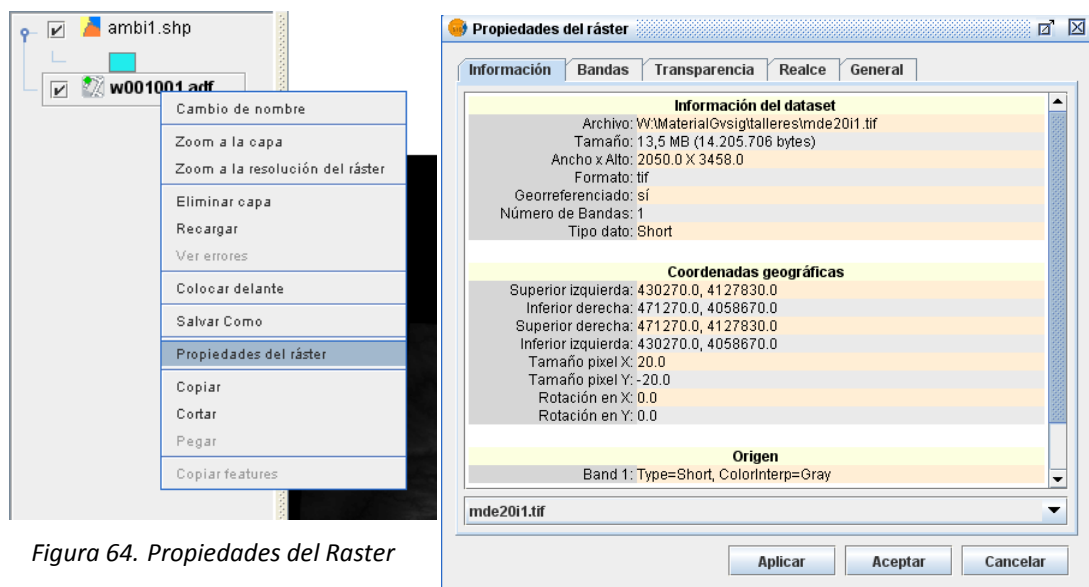 ambi1.shp
w001001.adf
Cambio de nombre
Zoom a la capa
Zoom a la resolución del ráster
Eliminar capa
Recargar
Ver errores
Colocar delante
Salvar Como
Propiedades del ráster
Copiar
Cortar
Pegar
Copiar features
Figura 64. Propiedades del Raster
Propiedades del ráster
Información Bandas Transparencia Realce General
Información del dataset
Archivo: W:\MaterialGvsig\talleres\mde20i1.tif
Tamaño: 13,5 MB (14.205.706 bytes)
Ancho x Alto: 2050.0 X 3458.0
Formato: tif
Georreferenciado: sí
Número de Bandas: 1
Tipo dato: Short
Coordenadas geográficas
Superior izquierda: 430270.0, 4127830.0
Inferior derecha: 471270.0, 4058670.0
Superior derecha: 471270.0, 4127830.0
Inferior izquierda: 430270.0, 4058670.0
Tamaño pixel X: 20.0
Tamaño pixel Y: -20.0
Rotación en X: 0.0
Rotación en Y: 0.0
Origen
Band 1: Type=Short, ColorInterp=Gray
mde20i1.tif
Aplicar Aceptar Cancelar